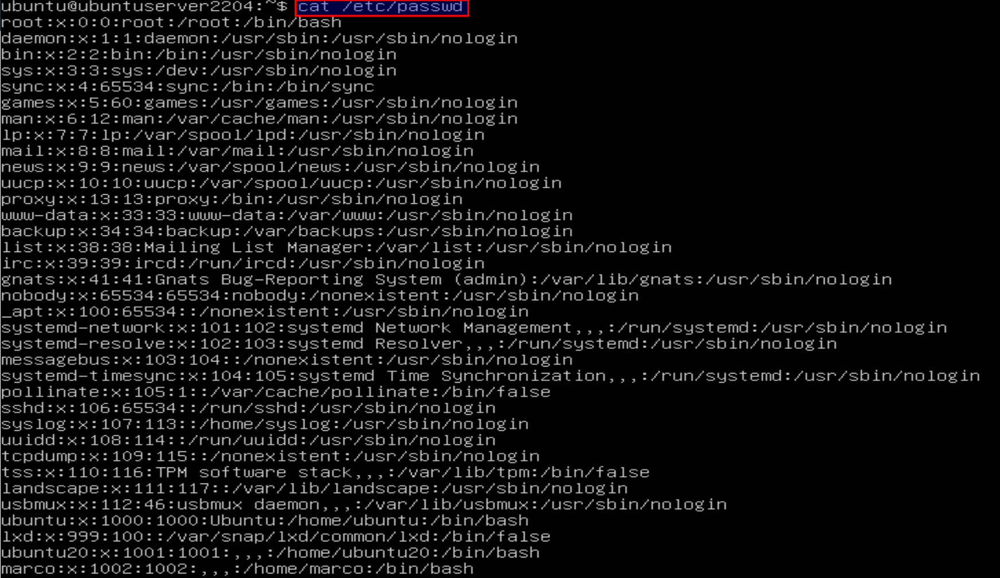 ubuntu@ubuntuserver2204:~$ cat /etc/passwd
root:x:0:0:root:/root:/bin/bash
daemon:x:1:1:daemon:/usr/sbin:/usr/sbin/nologin
bin:x:2:2:bin:/bin:/usr/sbin/nologin
sys:x:3:3:sys:/dev:/usr/sbin/nologin
sync:x:4:65534:sync:/bin:/bin/sync
games:x:5:60:games:/usr/games:/usr/sbin/nologin
man:x:6:12:man:/var/cache/man:/usr/sbin/nologin
lp:x:7:7:lp:/var/spool/lpd:/usr/sbin/nologin
mail:x:8:8:mail:/var/mail:/usr/sbin/nologin
news:x:9:9:news:/var/spool/news:/usr/sbin/nologin
uucp:x:10:10:uucp:/var/spool/uucp:/usr/sbin/nologin
proxy:x:13:13:proxy:/bin:/usr/sbin/nologin
www-data:x:33:33:www-data:/var/www:/usr/sbin/nologin
backup:x:34:34:backup:/var/backups:/usr/sbin/nologin
list:x:38:38:Mailing List Manager:/var/list:/usr/sbin/nologin
irc:x:39:39:ircd:/run/ircd:/usr/sbin/nologin
gnats:x:41:41:Gnats Bug-Reporting System (admin):/var/lib/gnats:/usr/sbin/nologin
nobody:x:65534:65534:nobody:/nonexistent:/usr/sbin/nologin
_apt:x:100:65534::/nonexistent:/usr/sbin/nologin
systemd-network:x:101:102:systemd Network Management,,,:/run/systemd:/usr/sbin/nologin
systemd-resolve:x:102:103:systemd Resolver,,,:/run/systemd:/usr/sbin/nologin
messagebus:x:103:104::/nonexistent:/usr/sbin/nologin
systemd-timesync:x:104:105:systemd Time Synchronization,,,:/run/systemd:/usr/sbin/nologin
pollinate:x:105:1::/var/cache/pollinate:/bin/false
sshd:x:106:65534::/run/sshd:/usr/sbin/nologin
syslog:x:107:113::/home/syslog:/usr/sbin/nologin
uuidd:x:108:114::/run/uuidd:/usr/sbin/nologin
tcpdump:x:109:115::/nonexistent:/usr/sbin/nologin
tss:x:110:116:TPM software stack,,,:/var/lib/tpm:/bin/false
landscape:x:111:117::/var/lib/landscape:/usr/sbin/nologin
usbmux:x:112:46:usbmux daemon,,,:/var/lib/usbmux:/usr/sbin/nologin
ubuntu:x:1000:1000:Ubuntu:/home/ubuntu:/bin/bash
lxd:x:999:100::/var/snap/lxd/common/lxd:/bin/false
ubuntu20:x:1001:1001:,,,:/home/ubuntu20:/bin/bash
marco:x:1002:1002:,,,:/home/marco:/bin/bash